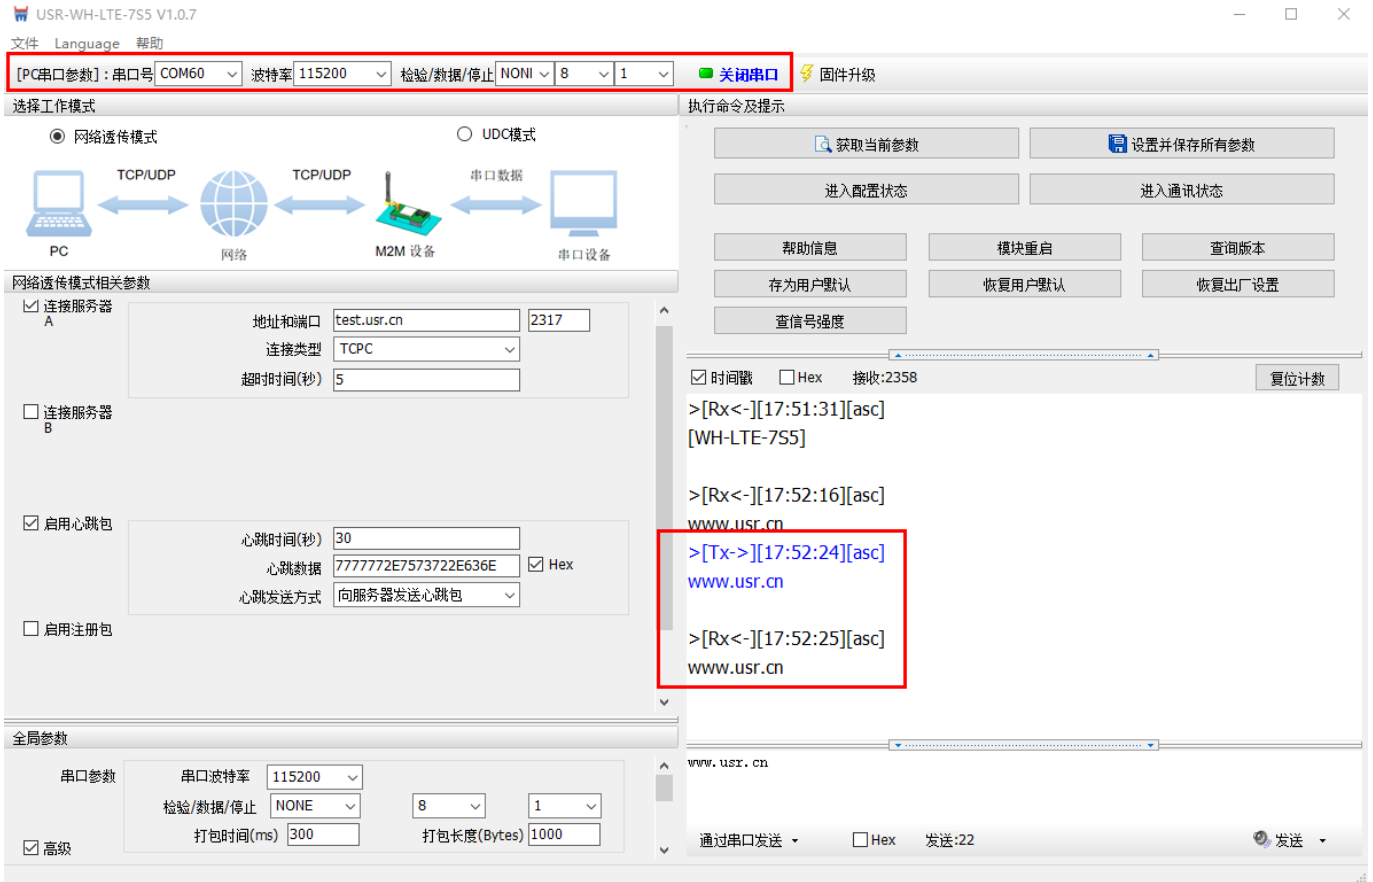 USR-WH-LTE-7S5 V1.0.7
文件 Language 帮助
[PC串口参数]：串口号 COM60 波特率 115200 检验/数据/停止 NONI 8 1 关闭串口 固件升级
选择工作模式
网络透传模式 UDC模式
TCP/UDP TCP/UDP 串口数据
PC 网络 M2M 设备 串口设备
网络透传模式相关参数
连接服务器
A
地址和端口 test.usr.cn 2317
连接类型 TCPC
超时时间(秒) 5
连接服务器
B
启用心跳包
心跳时间(秒) 30
心跳数据 7777772E7573722E636E Hex
心跳发送方式 向服务器发送心跳包
启用注册包
全局参数
串口参数 串口波特率 115200
检验/数据/停止 NONE 8 1
打包时间(ms) 300 打包长度(Bytes) 1000
高级
执行命令及提示
获取当前参数 设置并保存所有参数
进入配置状态 进入通讯状态
帮助信息 模块重启 查询版本
存为用户默认 恢复用户默认 恢复出厂设置
查信号强度
时间戳 Hex 接收:2358 复位计数
>[Rx<-][17:51:31][asc]
[WH-LTE-7S5]
>[Rx<-][17:52:16][asc]
www.usr.cn
>[Tx->][17:52:24][asc]
www.usr.cn
>[Rx<-][17:52:25][asc]
www.usr.cn
www.usr.cn
通过串口发送 Hex 发送:22 发送